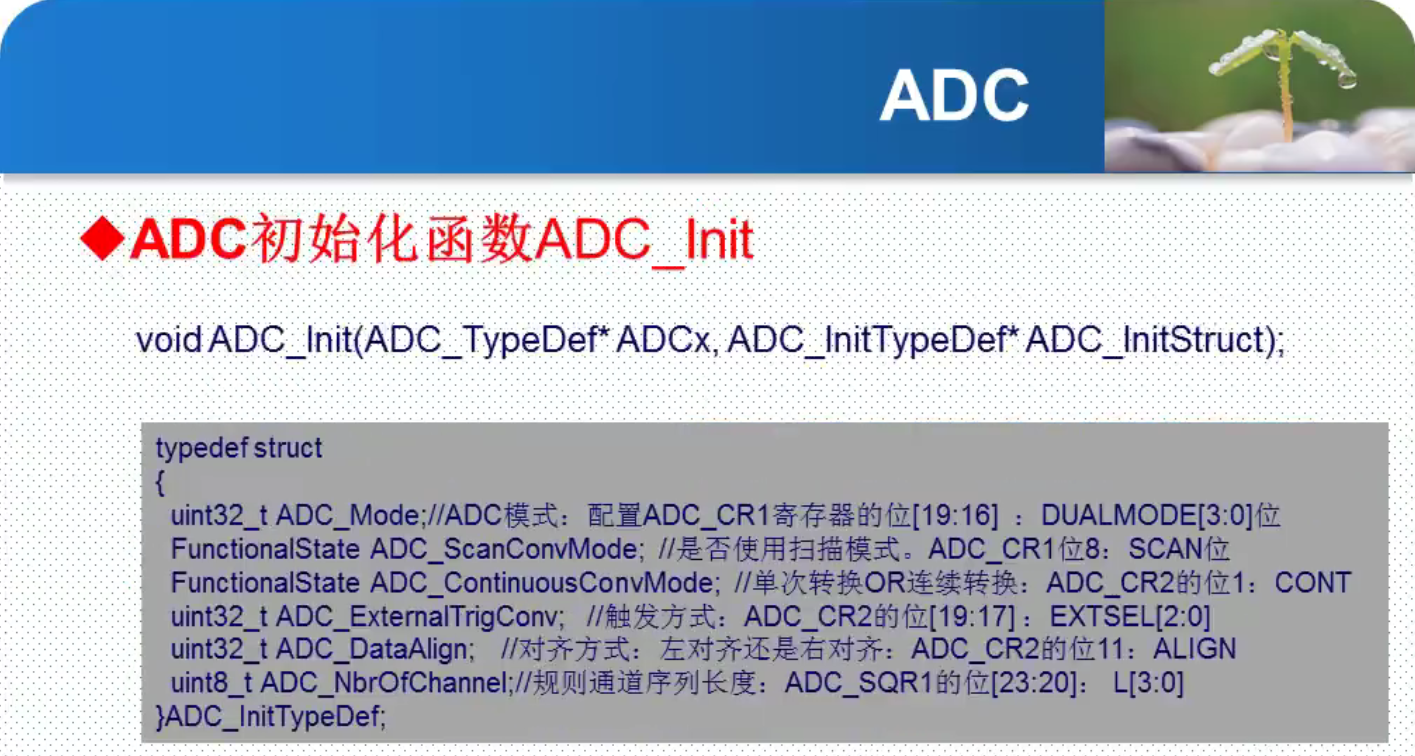 ADC
◆ADC初始化函数ADC_Init
void ADC_Init(ADC_TypeDef* ADCx, ADC_InitTypeDef* ADC_InitStruct);
typedef struct
{
uint32_t ADC_Mode;//ADC模式：配置ADC_CR1寄存器的位[19:16] ：DUALMODE[3:0]位
FunctionalState ADC_ScanConvMode; //是否使用扫描模式。ADC_CR1位8：SCAN位
FunctionalState ADC_ContinuousConvMode; //单次转换OR连续转换：ADC_CR2的位1：CONT
uint32_t ADC_ExternalTrigConv; //触发方式：ADC_CR2的位[19:17]：EXTSEL[2:0]
uint32_t ADC_DataAlign; //对齐方式：左对齐还是右对齐：ADC_CR2的位11：ALIGN
uint8_t ADC_NbrOfChannel;//规则通道序列长度：ADC_SQR1的位[23:20]： L[3:0]
}ADC_InitTypeDef;